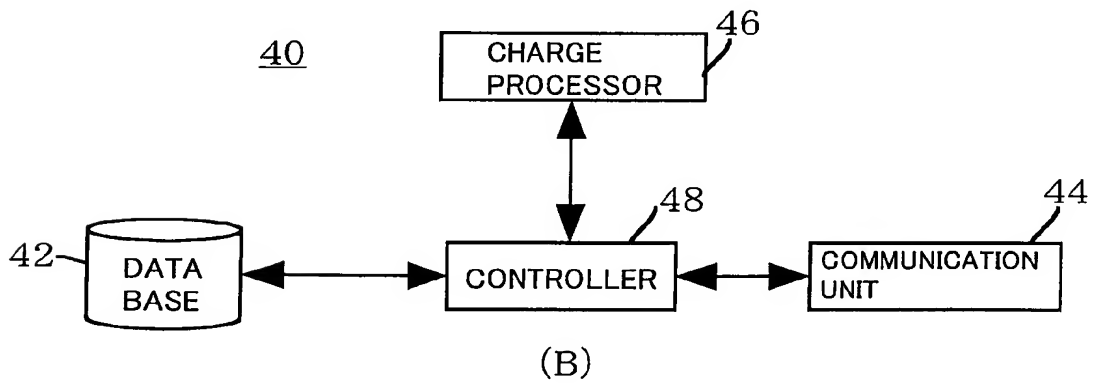 46
40
CHARGE
PROCESSOR
48
44
42
DATA
BASE
CONTROLLER
COMMUNICATION
UNIT
(B)